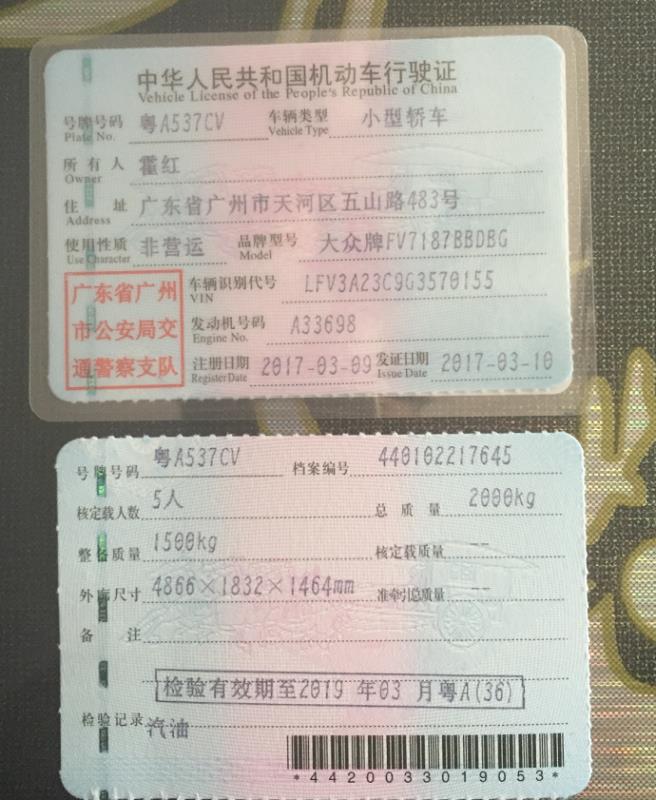 中华人民共和国机动车行驶证
Vehicle License of the People's Republic of China
号牌号码 粤A537CV 车辆类型 小型轿车
Plate No. Vehicle Type
所有人 霍红
Owner
住址 广东省广州市天河区五山路483号
Address
使用性质 非营运 品牌型号 大众牌FV7187BBDBG
Use Character Model
广东省广州
市公安局交
通警察支队
车辆识别代号 LFV3A23C9G3570155
VIN
发动机号码 A33698
Engine No.
注册日期 2017-03-09 发证日期 2017-03-10
Register Date Issue Date
号牌号码 粤A537CV 档案编号 440102217645
核定载人数 5人 总质量 2000kg
整备质量 1500kg 核定载质量 --
外廓尺寸 4866×1832×1464mm 准牵引总质量 --
备注
检验有效期至2019 年03 月粤A(36)
检验记录 汽油
*4420033019053*